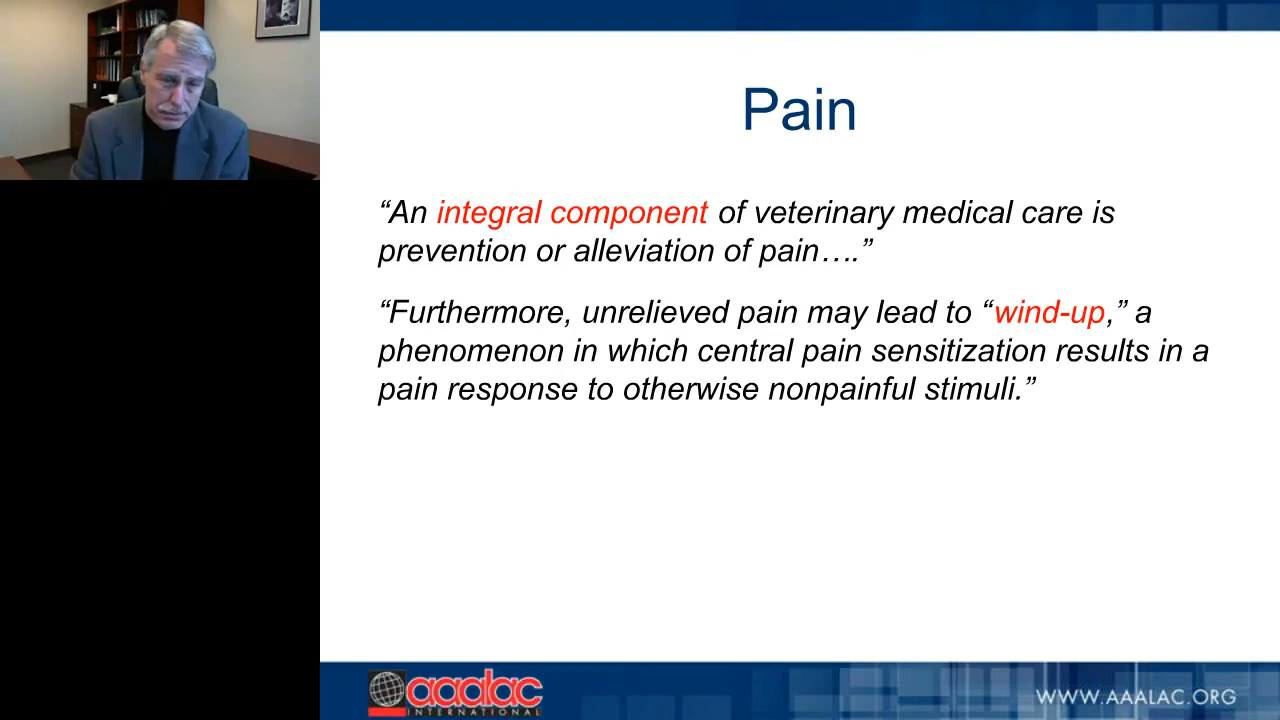 Pain
“An integral component of veterinary medical care is
prevention or alleviation of pain….”
“Furthermore, unrelieved pain may lead to “wind-up,” a
phenomenon in which central pain sensitization results in a
pain response to otherwise nonpainful stimuli.”
aaalac
INTERNATIONAL
WWW.AAALAC.ORG